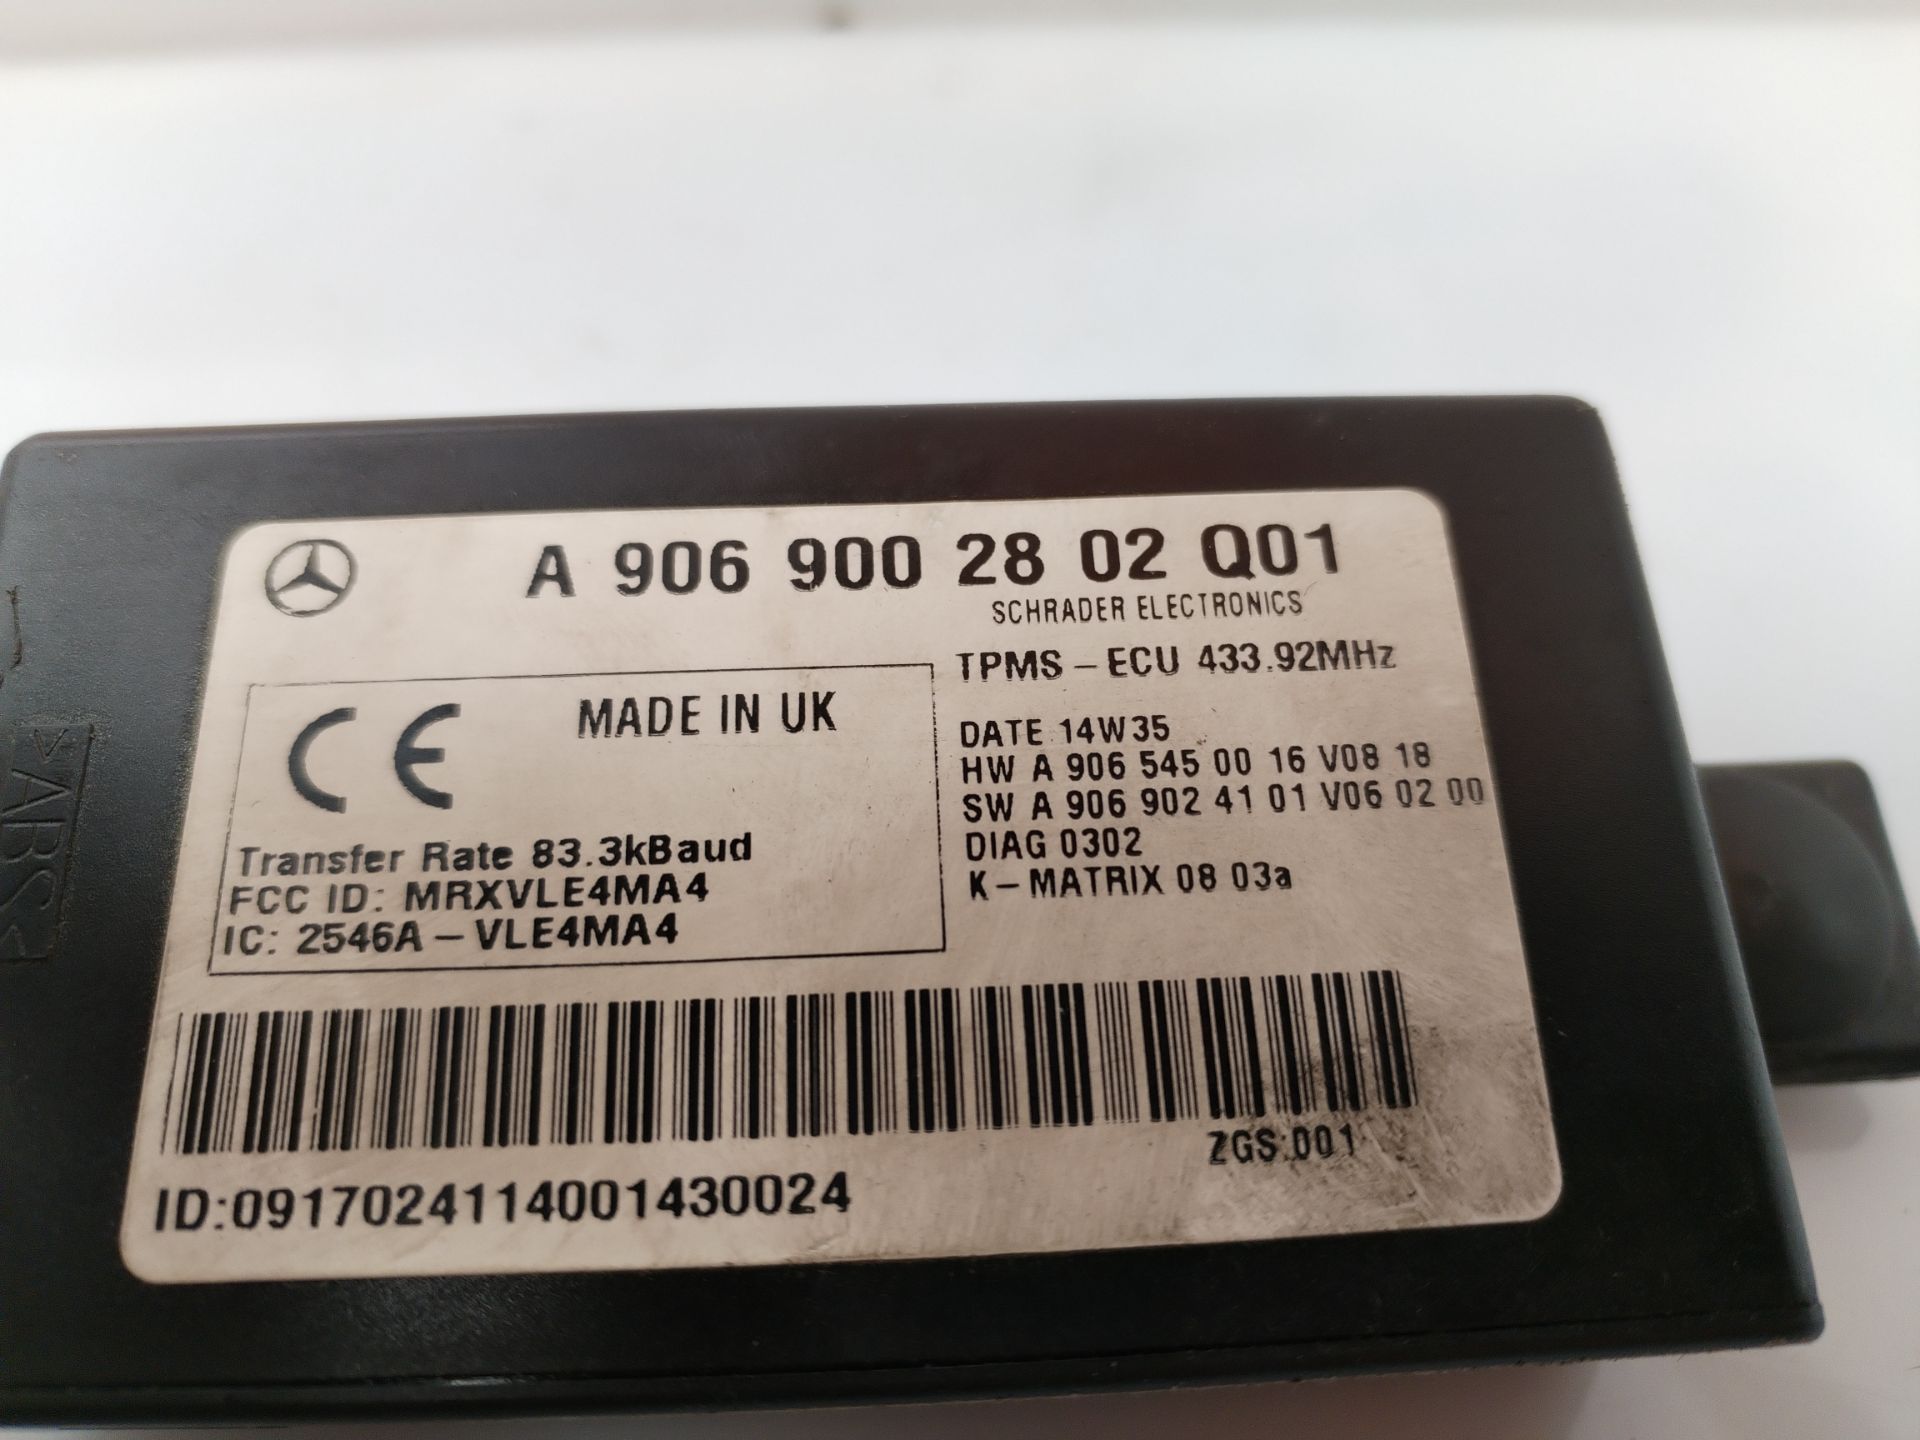 A 906 900 28 02 Q01
SCHRADER ELECTRONICS
TPMS - ECU 433.92MHz
CE MADE IN UK
DATE 14W35
HW A 906 545 00 16 V08 18
SW A 906 902 41 01 V06 02 00
DIAG 0302
K-MATRIX 08 03a
Transfer Rate 83.3kBaud
FCC ID: MRXVLE4MA4
IC: 2546A-VLE4MA4
ZGS:001
ID:0917024114001430024
>ABS<